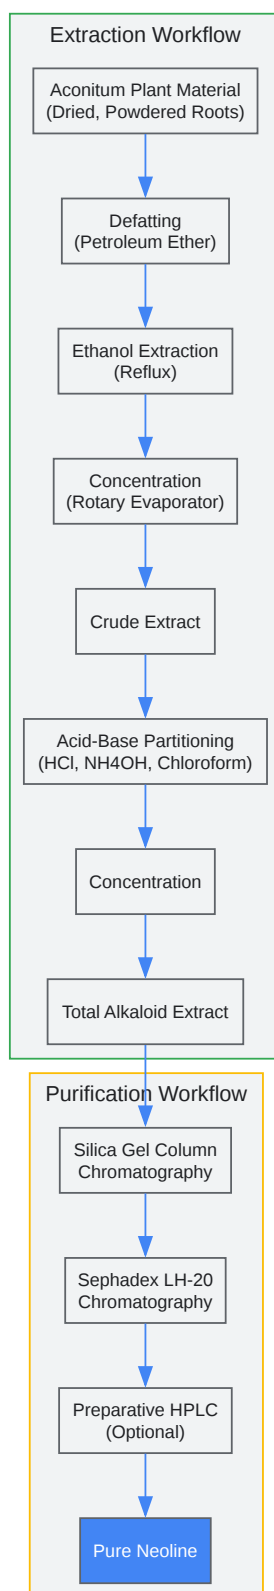 Extraction Workflow
Aconitum Plant Material
(Dried, Powdered Roots)
Defatting
(Petroleum Ether)
Ethanol Extraction
(Reflux)
Concentration
(Rotary Evaporator)
Crude Extract
Acid-Base Partitioning
(HCl, NH4OH, Chloroform)
Concentration
Total Alkaloid Extract
Purification Workflow
Silica Gel Column
Chromatography
Sephadex LH-20
Chromatography
Preparative HPLC
(Optional)
Pure Neoline